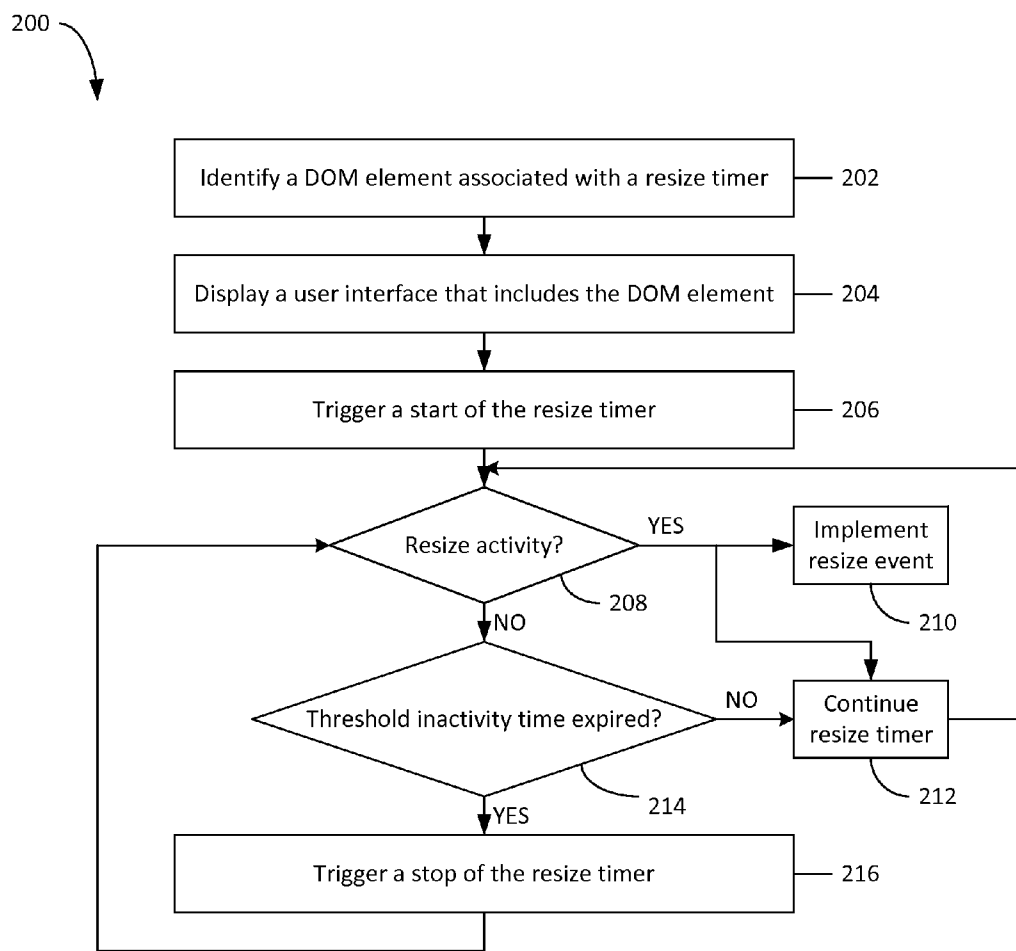 200
Identify a DOM element associated with a resize timer
202
Display a user interface that includes the DOM element
204
Trigger a start of the resize timer
206
Resize activity?
YES
208
Implement
resize event
210
NO
Threshold inactivity time expired?
NO
214
Continue
resize timer
212
YES
Trigger a stop of the resize timer
216